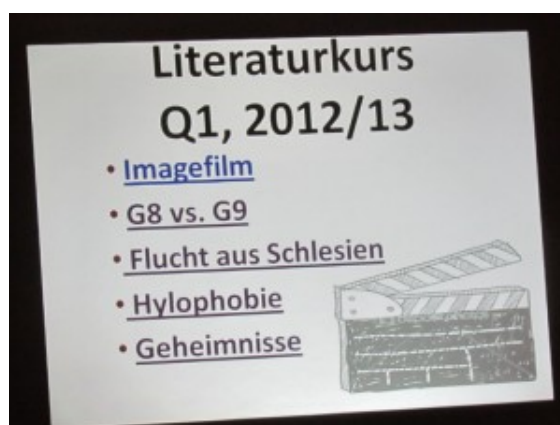 Literaturkurs
Q1, 2012/13
• Imagefilm
• G8 vs. G9
• Flucht aus Schlesien
• Hylophobie
• Geheimnisse